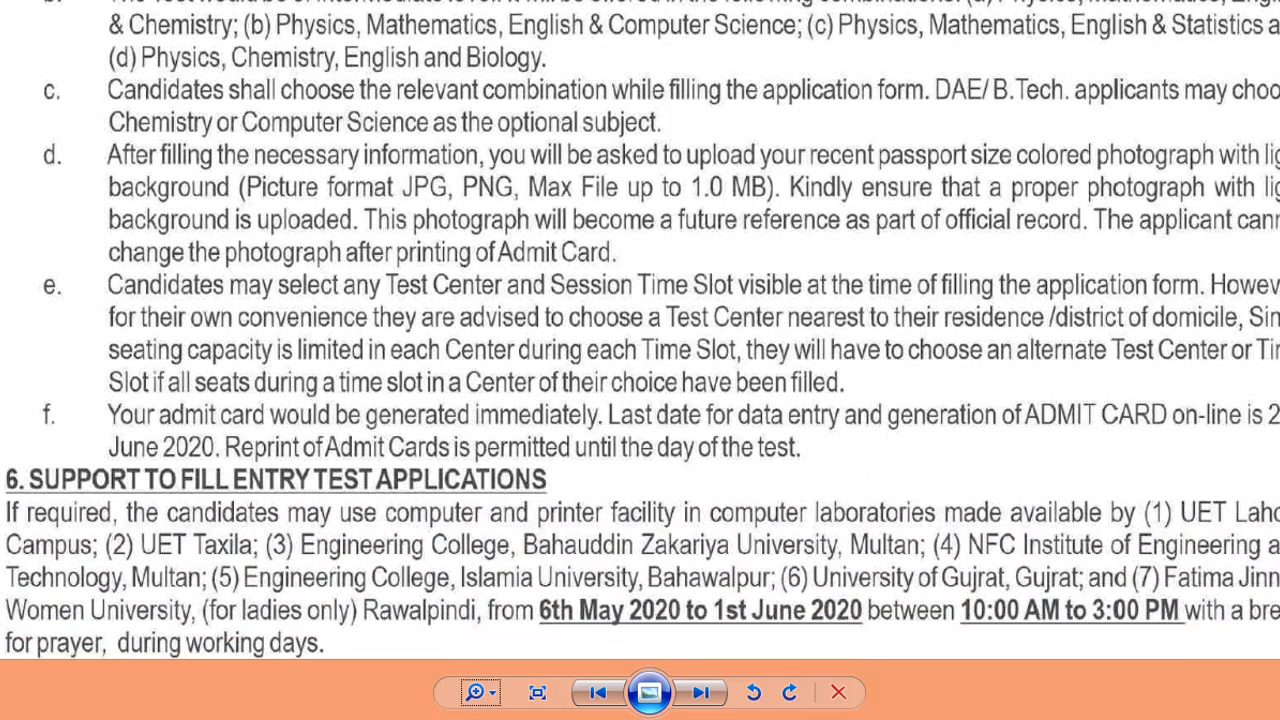 & Chemistry; (b) Physics, Mathematics, English & Computer Science; (c) Physics, Mathematics, English & Statistics
(d) Physics, Chemistry, English and Biology.
c. Candidates shall choose the relevant combination while filling the application form. DAE/ B.Tech. applicants may
Chemistry or Computer Science as the optional subject.
d. After filling the necessary information, you will be asked to upload your recent passport size colored photograph with
background (Picture format JPG, PNG, Max File up to 1.0 MB). Kindly ensure that a proper photograph with
background is uploaded. This photograph will become a future reference as part of official record. The applicant
change the photograph after printing of Admit Card.
e. Candidates may select any Test Center and Session Time Slot visible at the time of filling the application form.
for their own convenience they are advised to choose a Test Center nearest to their residence /district of domicile,
seating capacity is limited in each Center during each Time Slot, they will have to choose an alternate Test Center or
Slot if all seats during a time slot in a Center of their choice have been filled.
f. Your admit card would be generated immediately. Last date for data entry and generation of ADMIT CARD on-line is
June 2020. Reprint of Admit Cards is permitted until the day of the test.
6. SUPPORT TO FILL ENTRY TEST APPLICATIONS
If required, the candidates may use computer and printer facility in computer laboratories made available by (1) UET
Campus; (2) UET Taxila; (3) Engineering College, Bahauddin Zakariya University, Multan; (4) NFC Institute of Engineering
Technology, Multan; (5) Engineering College, Islamia University, Bahawalpur; (6) University of Gujrat, Gujrat; and (7) Fatima
Women University, (for ladies only) Rawalpindi, from 6th May 2020 to 1st June 2020 between 10:00 AM to 3:00 PM with a
for prayer, during working days.